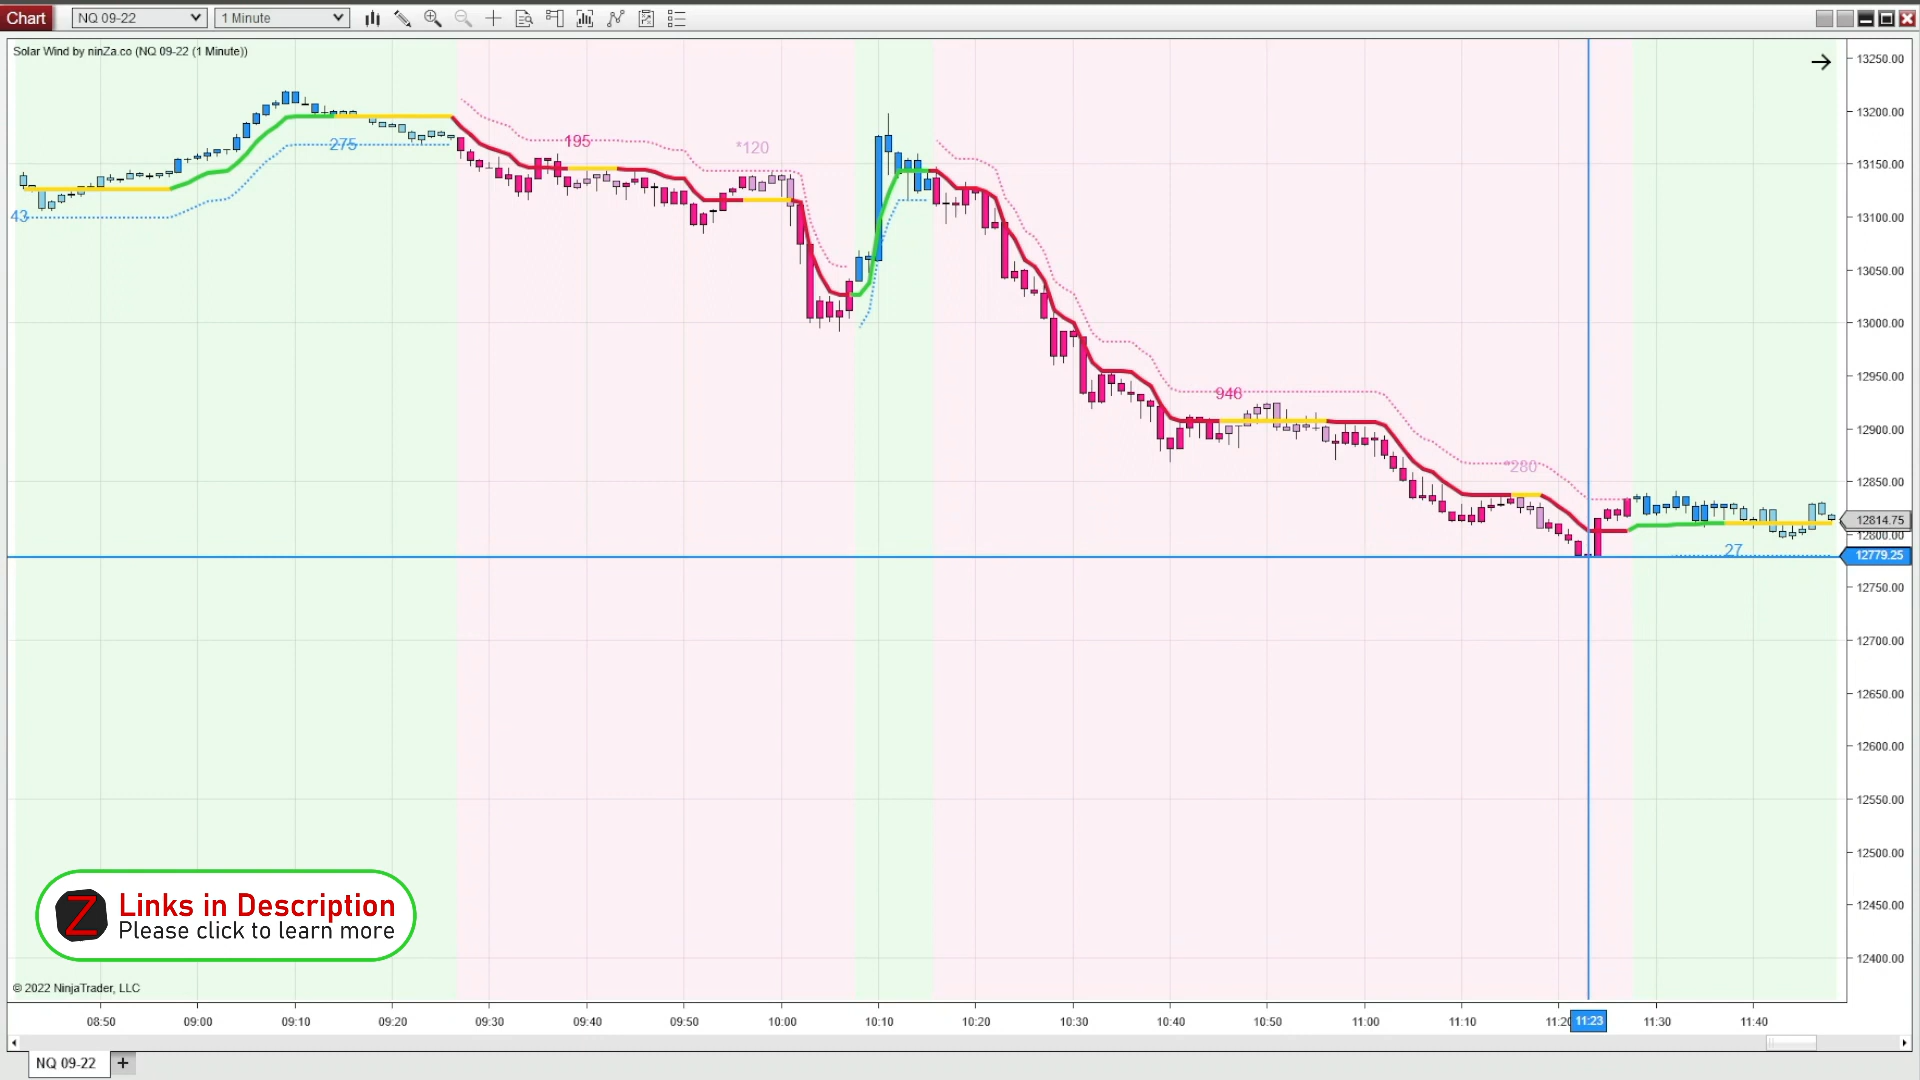 Chart
NQ 09-22
1 Minute
Solar Wind by ninZa.co (NQ 09-22 (1 Minute))
13250.00
13200.00
13150.00
13100.00
13050.00
13000.00
12950.00
12900.00
12850.00
12814.75
12800.00
12779.25
12750.00
12700.00
12650.00
12600.00
12550.00
12500.00
12450.00
12400.00
43
275
195
*120
946
*280
27
Z
Links in Description
Please click to learn more
© 2022 NinjaTrader, LLC
08:50 09:00 09:10 09:20 09:30 09:40 09:50 10:00 10:10 10:20 10:30 10:40 10:50 11:00 11:10 11:20 11:23 11:30 11:40
NQ 09-22 +